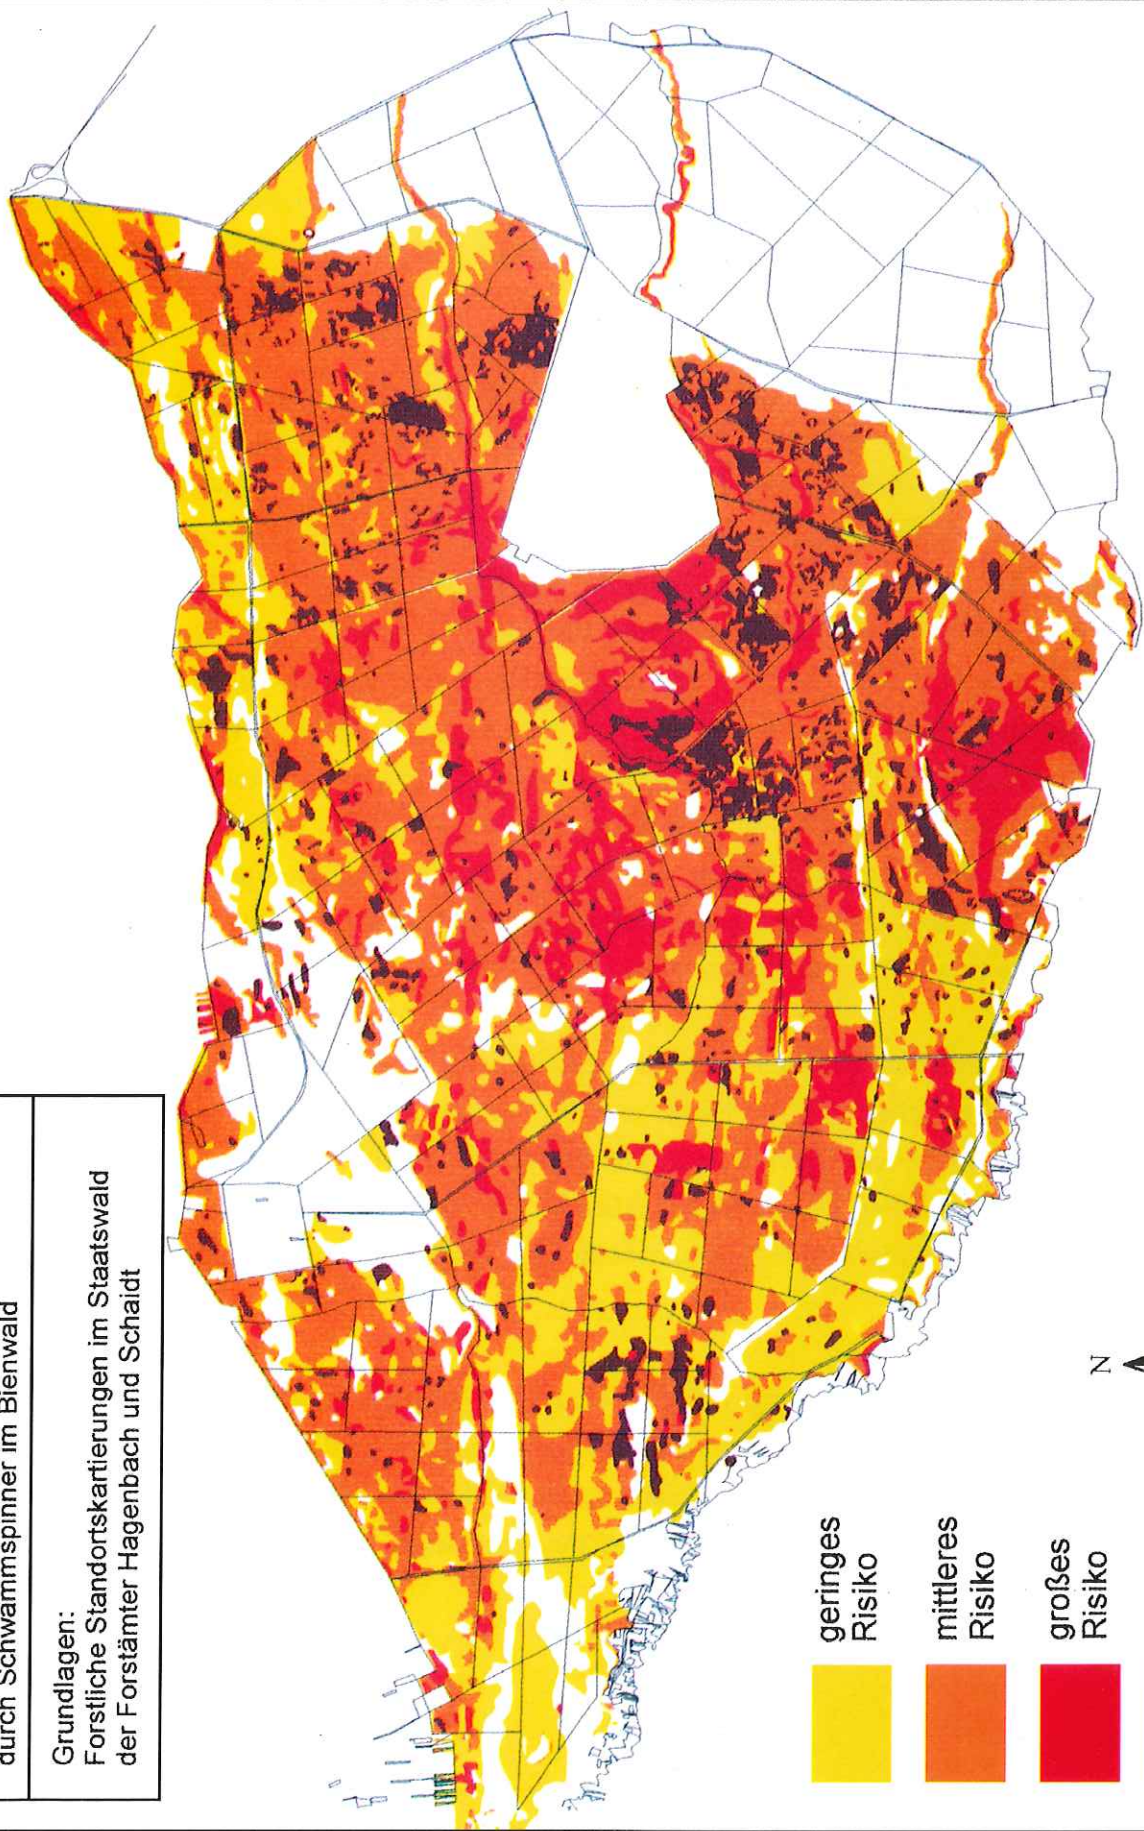 durch Schwammspinner im Bienwald
Grundlagen:
Forstliche Standortskartierungen im Staatswald
der Forstämter Hagenbach und Schaidt
geringes
Risiko
mittleres
Risiko
großes
Risiko
N